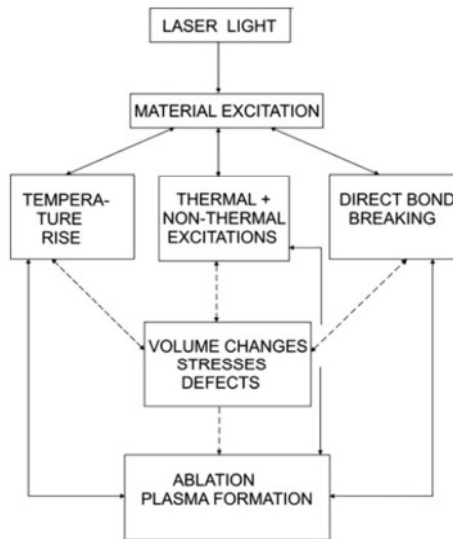 LASER LIGHT
MATERIAL EXCITATION
TEMPERA-
TURE
RISE
THERMAL +
NON-THERMAL
EXCITATIONS
DIRECT BOND
BREAKING
VOLUME CHANGES
STRESSES
DEFECTS
ABLATION
PLASMA FORMATION